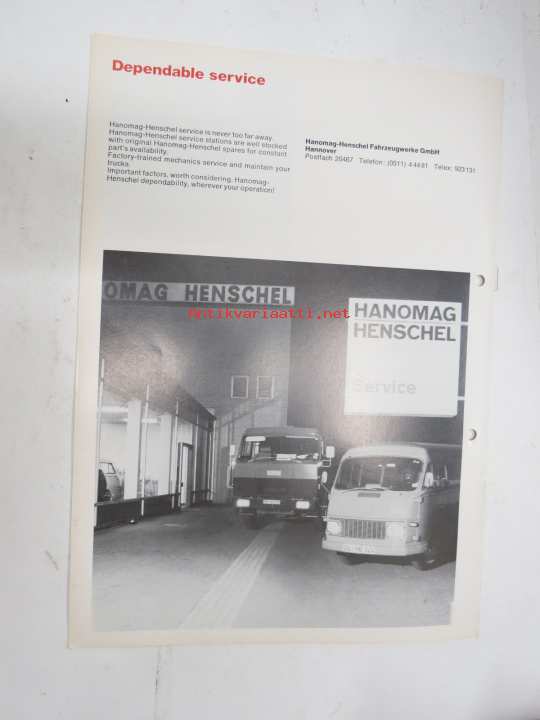 Dependable service
Hanomag-Henschel service is never too far away.
Hanomag-Henschel service stations are well stocked
with original Hanomag-Henschel spares for constant
part's availability.
Factory-trained mechanics service and maintain your
trucks.
Important factors, worth considering. Hanomag-
Henschel dependability, wherever your operation!
Hanomag-Henschel Fahrzeugwerke GmbH
Hannover
Postfach 20467 Telefon: (0511) 44481 Telex: 923131
OMAG HENSCHEL
Antikvariaatti.net
HANOMAG
HENSCHEL
Service